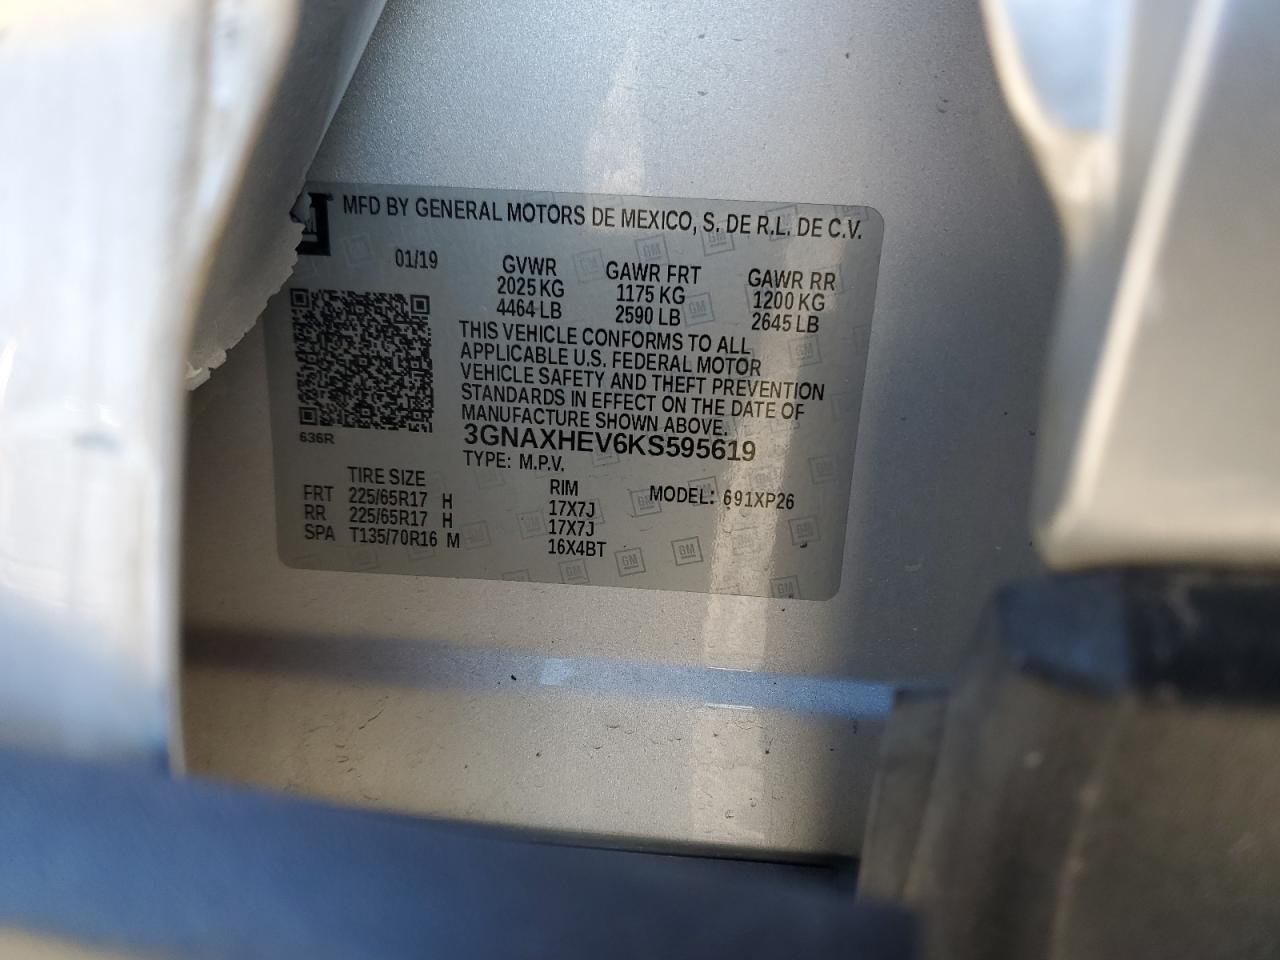 GM
MFD BY GENERAL MOTORS DE MEXICO, S. DE R.L. DE C.V.
01/19
GVWR GAWR FRT GAWR RR
2025 KG 1175 KG 1200 KG
4464 LB 2590 LB 2645 LB
THIS VEHICLE CONFORMS TO ALL
APPLICABLE U.S. FEDERAL MOTOR
VEHICLE SAFETY AND THEFT PREVENTION
STANDARDS IN EFFECT ON THE DATE OF
MANUFACTURE SHOWN ABOVE.
636R
3GNAXHEV6KS595619
TYPE: M.P.V.
TIRE SIZE RIM MODEL: 691XP26
FRT 225/65R17 H 17X7J
RR 225/65R17 H 17X7J
SPA T135/70R16 M 16X4BT